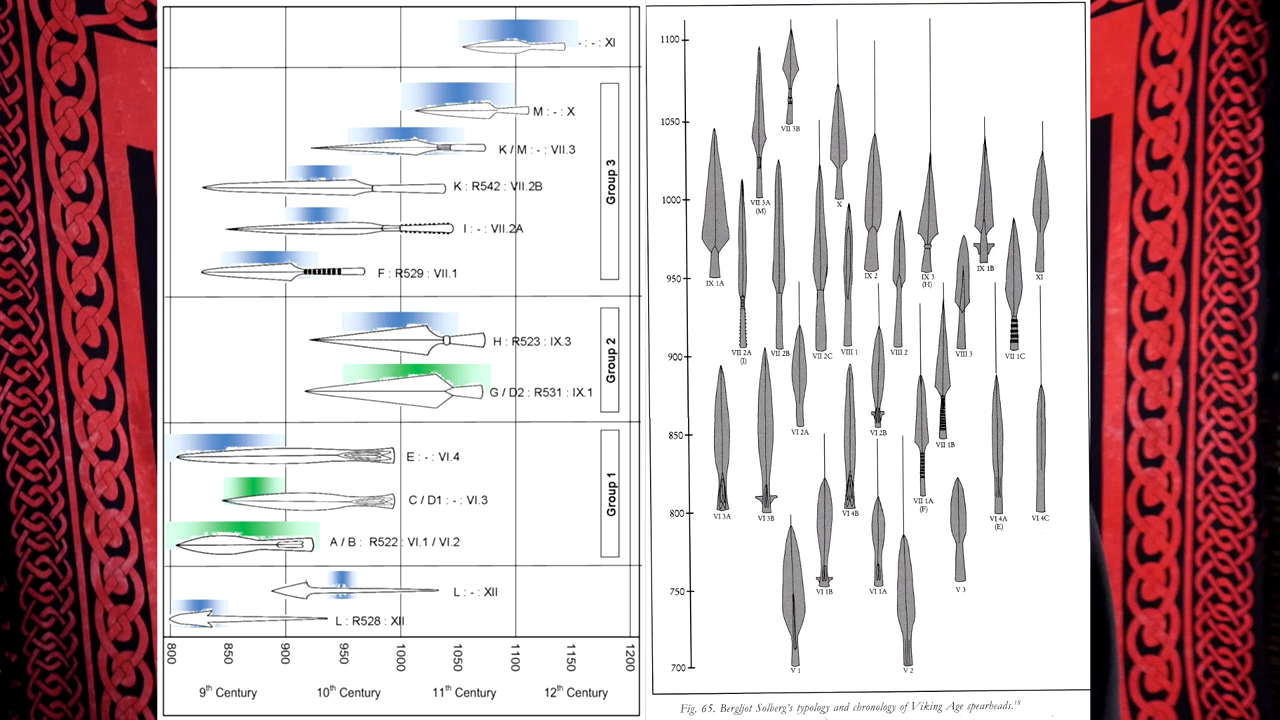 - : - : XI
M : - : X
K / M : - : VII.3
K : R542 : VII.2B
I : - : VII.2A
F : R529 : VII.1
Group 3
H : R523 : IX.3
G / D2 : R531 : IX.1
Group 2
E : - : VI.4
C / D1 : - : VI.3
A / B : R522 : VI.1 / VI.2
Group 1
L : - : XII
L : R528 : XII
800 850 900 950 1000 1050 1100 1150 1200
9th Century 10th Century 11th Century 12th Century
1100
1050
1000
950
900
850
800
750
700
VII 3B
VII 3A
(M)
X
IX 1A
IX 2
IX 3
(H)
IX 1B
XI
VII 2A
(I)
VII 2B
VII 2C
VIII 1
VIII 2
VIII 3
VII 1C
VI 2A
VI 2B
VII 1B
VI 3A
VI 3B
VI 4B
VII 1A
(F)
VI 4A
(E)
VI 4C
VI 1B
VI 1A
V 3
V 1
V 2
Fig. 65. Bergljot Solberg's typology and chronology of Viking Age spearheads.18